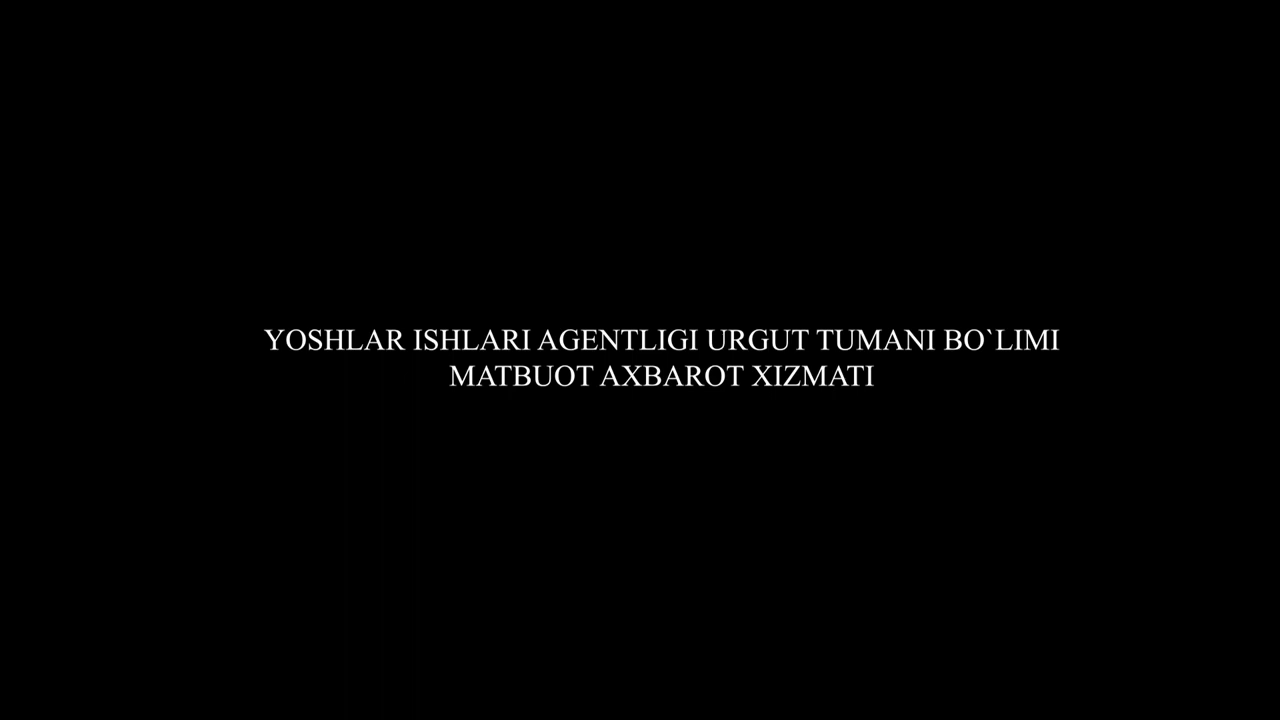 YOSHLAR ISHLARI AGENTLIGI URGUT TUMANI BO`LIMI
MATBUOT AXBAROT XIZMATI